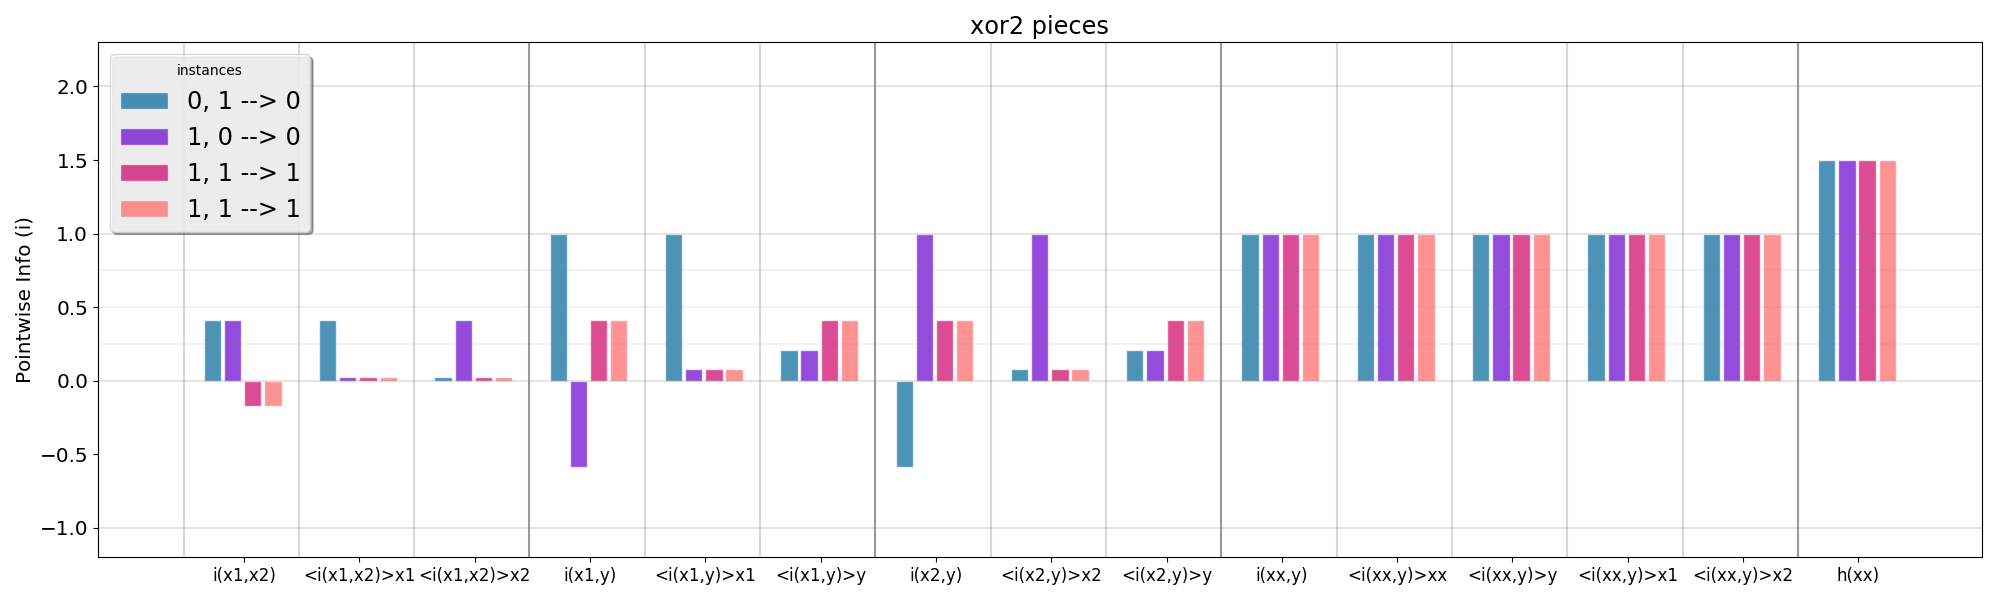 xor2 pieces
instances
0, 1 --> 0
1, 0 --> 0
1, 1 --> 1
1, 1 --> 1
Pointwise Info (i)
2.0
1.5
1.0
0.5
0.0
−0.5
−1.0
i(x1,x2) <i(x1,x2)>x1 <i(x1,x2)>x2 i(x1,y) <i(x1,y)>x1 <i(x1,y)>y i(x2,y) <i(x2,y)>x2 <i(x2,y)>y i(xx,y) <i(xx,y)>xx <i(xx,y)>y <i(xx,y)>x1 <i(xx,y)>x2 h(xx)